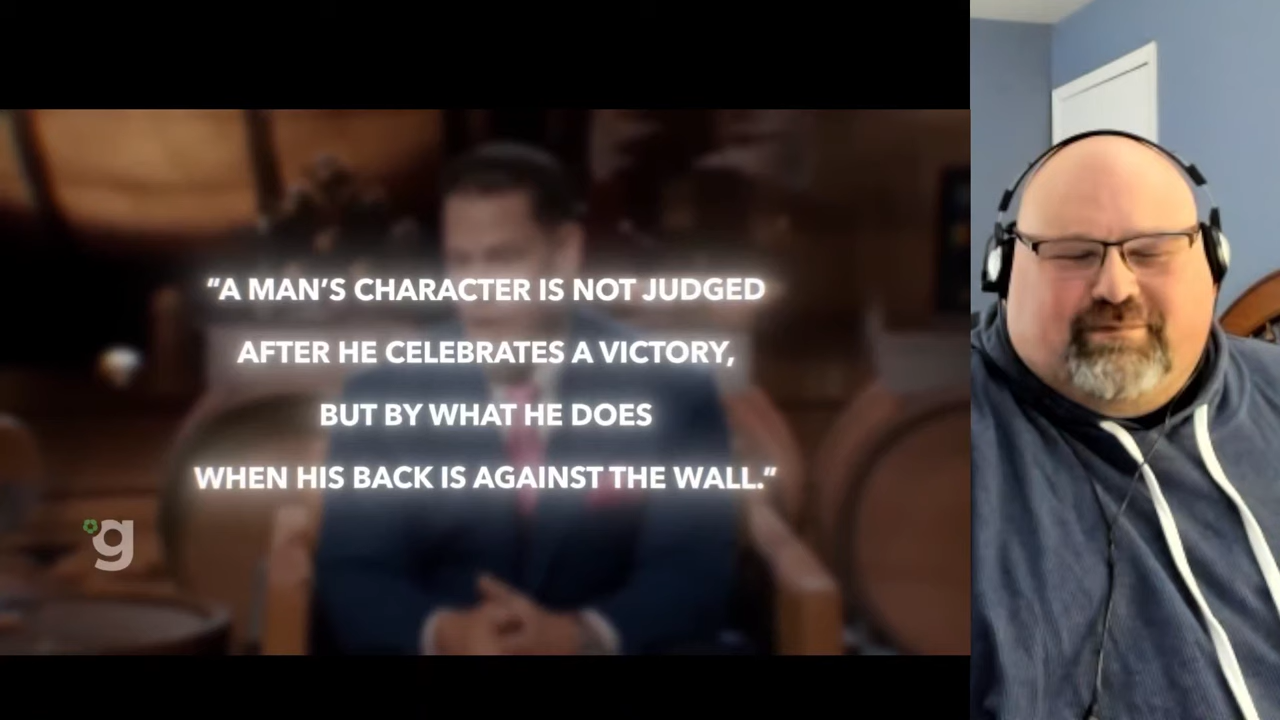 “A MAN’S CHARACTER IS NOT JUDGED
AFTER HE CELEBRATES A VICTORY,
BUT BY WHAT HE DOES
WHEN HIS BACK IS AGAINST THE WALL.”
g